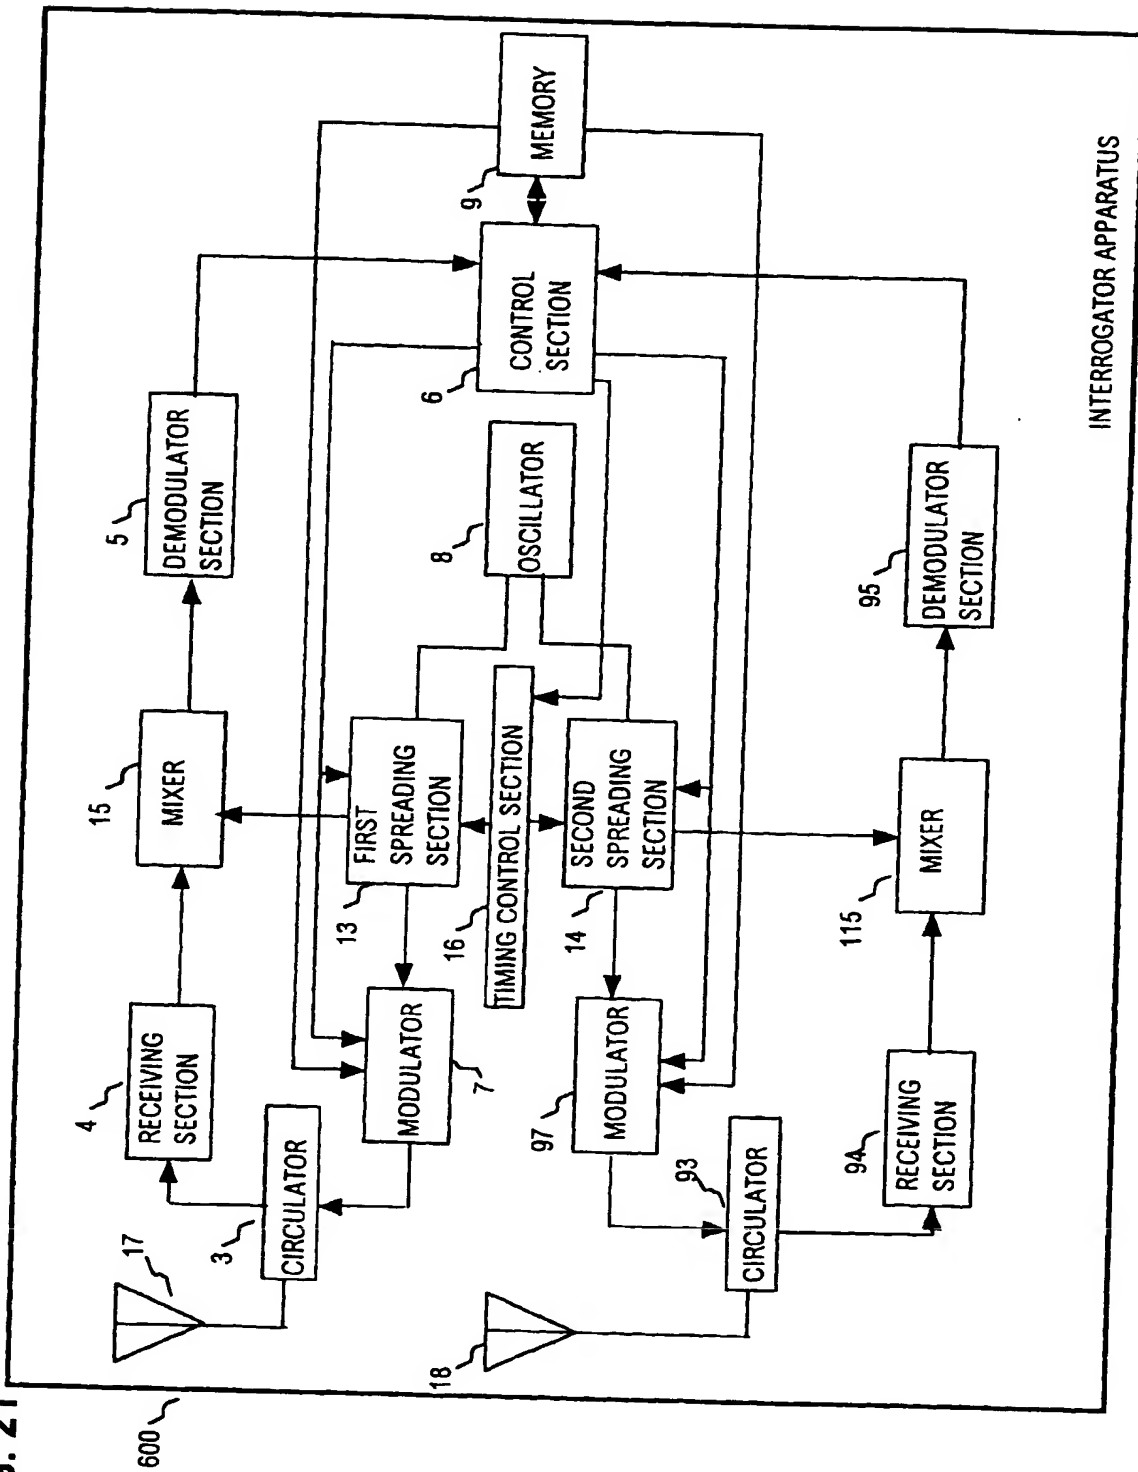 600
17
3
CIRCULATOR
4
RECEIVING
SECTION
15
MIXER
5
DEMODULATOR
SECTION
7
MODULATOR
13
FIRST
SPREADING
SECTION
16
TIMING CONTROL SECTION
8
OSCILLATOR
6
CONTROL
SECTION
9
MEMORY
14
SECOND
SPREADING
SECTION
97
MODULATOR
18
93
CIRCULATOR
94
RECEIVING
SECTION
115
MIXER
95
DEMODULATOR
SECTION
INTERROGATOR APPARATUS